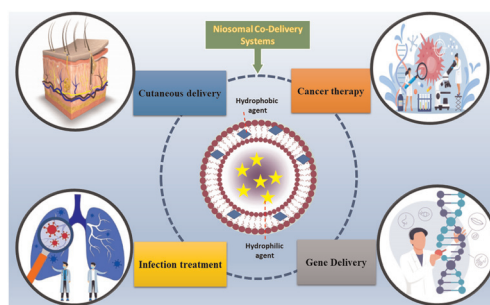 Niosomal Co-Delivery
Systems
Cutaneous delivery
Cancer therapy
Hydrophobic
agent
Hydrophilic
agent
Infection treatment
Gene Delivery